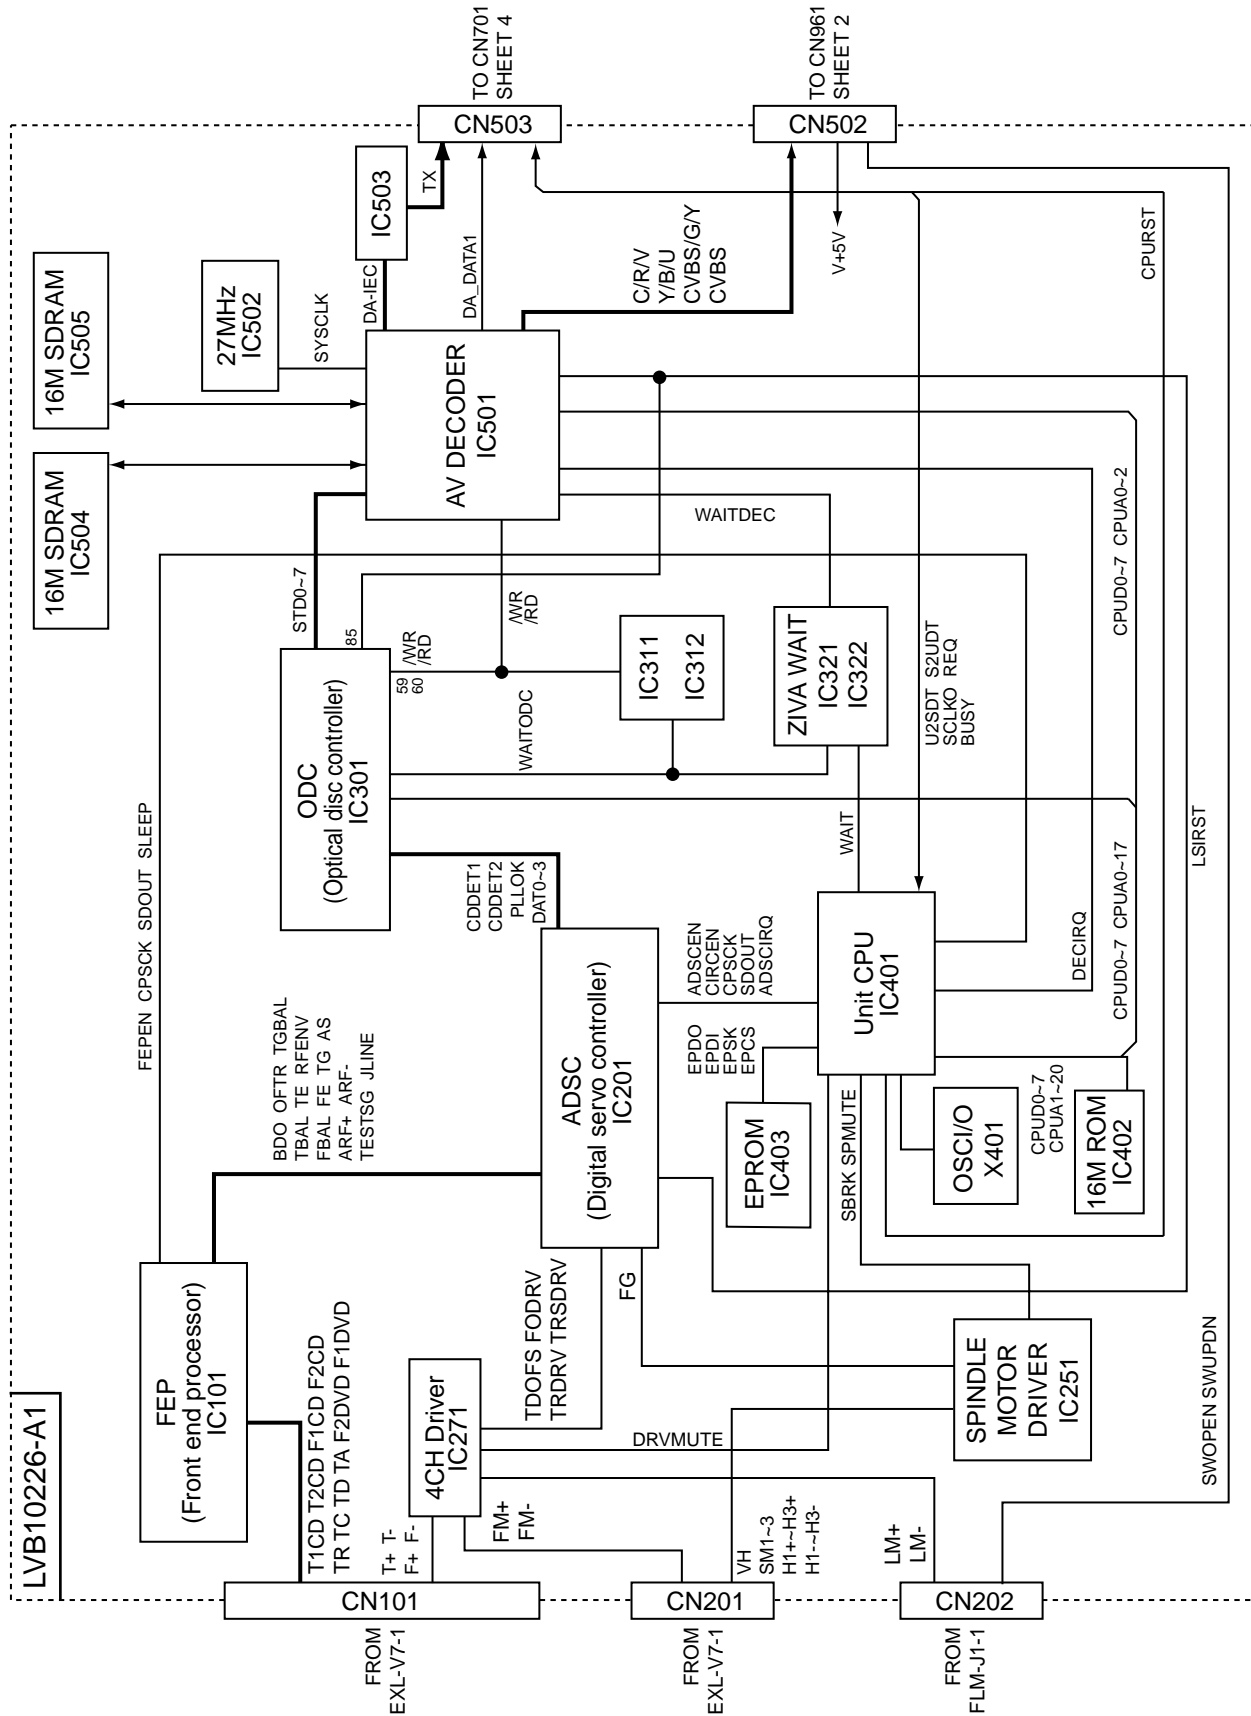 LVB10226-A1
FROM
EXL-V7-1
CN101
T1CD T2CD F1CD F2CD
TR TC TD TA F2DVD F1DVD
T+ T-
F+ F-
FROM
EXL-V7-1
CN201
FM+
FM-
VH
SM1~3
H1+~H3+
H1-~H3-
FROM
FLM-J1-1
CN202
LM+
LM-
SWOPEN SWUPDN
FEP
(Front end processor)
IC101
4CH Driver
IC271
DRVMUTE
SPINDLE
MOTOR
DRIVER
IC251
TDOFS FODRV
TRDRV TRSDRV
FG
BDO OFTR TGBAL
TBAL TE RFENV
FBAL FE TG AS
ARF+ ARF-
TESTSG JLINE
FEPEN CPSCK SDOUT SLEEP
ADSC
(Digital servo controller)
IC201
EPDO
EPDI
EPSK
EPCS
ADSCEN
CIRCEN
CPSCK
SDOUT
ADSCIRQ
EPROM
IC403
SBRK SPMUTE
OSCI/O
X401
CPUD0~7
CPUA1~20
16M ROM
IC402
Unit CPU
IC401
DECIRQ
CPUD0~7 CPUA0~17
LSIRST
CDDET1
CDDET2
PLLOK
DAT0~3
WAIT
ODC
(Optical disc controller)
IC301
WAITODC
59
60
/WR
/RD
85
STD0~7
/WR
/RD
IC311
IC312
ZIVA WAIT
IC321
IC322
WAITDEC
U2SDT S2UDT
SCLKO REQ
BUSY
CPUD0~7 CPUA0~2
CPURST
16M SDRAM
IC504
16M SDRAM
IC505
27MHz
IC502
SYSCLK
AV DECODER
IC501
DA-IEC
IC503
TX
DA_DATA1
C/R/V
Y/B/U
CVBS/G/Y
CVBS
V+5V
CN503
TO CN701
SHEET 4
CN502
TO CN961
SHEET 2